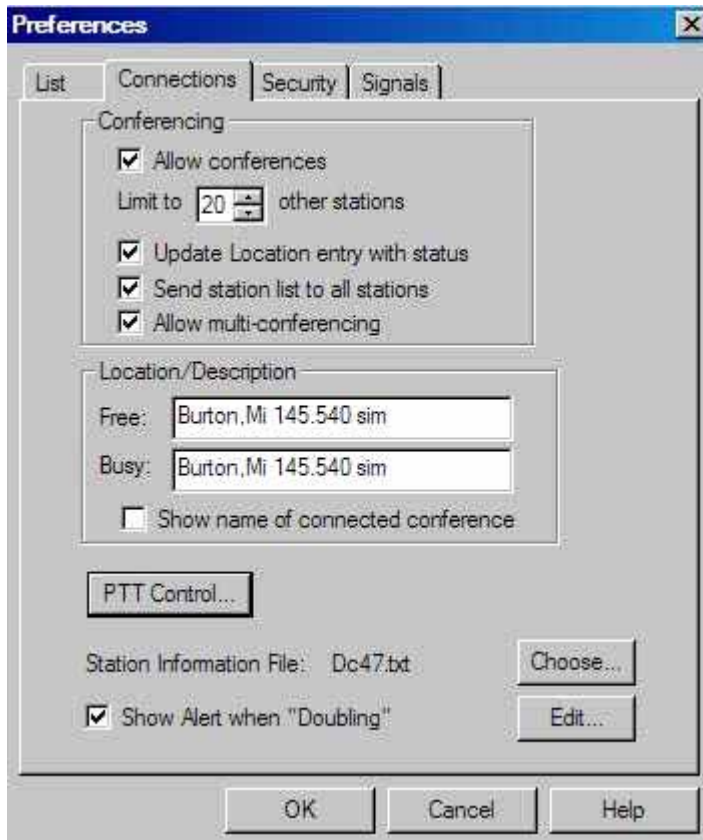 Preferences
List Connections Security Signals
Conferencing
Allow conferences
Limit to 20 other stations
Update Location entry with status
Send station list to all stations
Allow multi-conferencing
Location/Description
Free: Burton,Mi 145.540 sim
Busy: Burton,Mi 145.540 sim
Show name of connected conference
PTT Control...
Station Information File: Dc47.txt Choose...
Show Alert when "Doubling" Edit...
OK Cancel Help